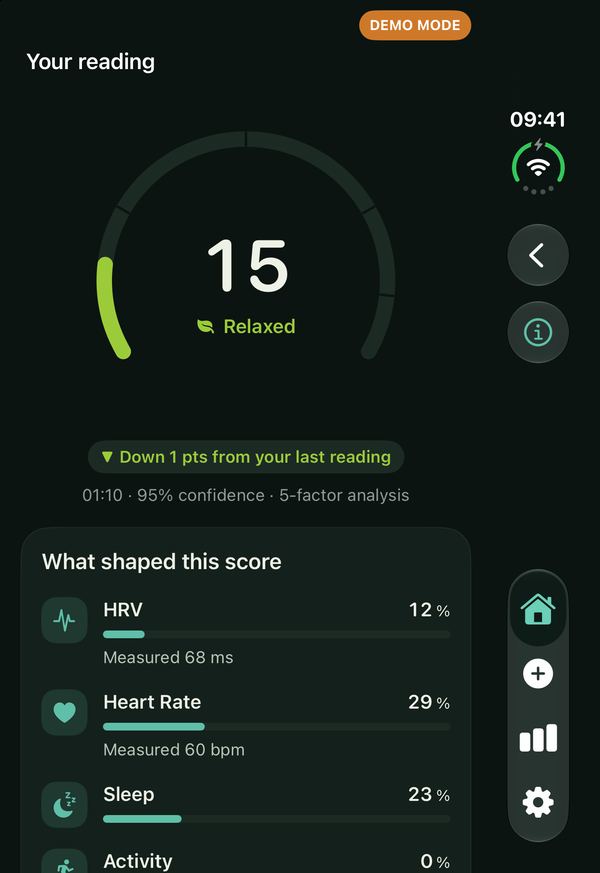 DEMO MODE
Your reading
09:41
15
Relaxed
▼ Down 1 pts from your last reading
01:10 · 95% confidence · 5-factor analysis
What shaped this score
HRV 12 %
Measured 68 ms
Heart Rate 29 %
Measured 60 bpm
Sleep 23 %
Activity 0 %